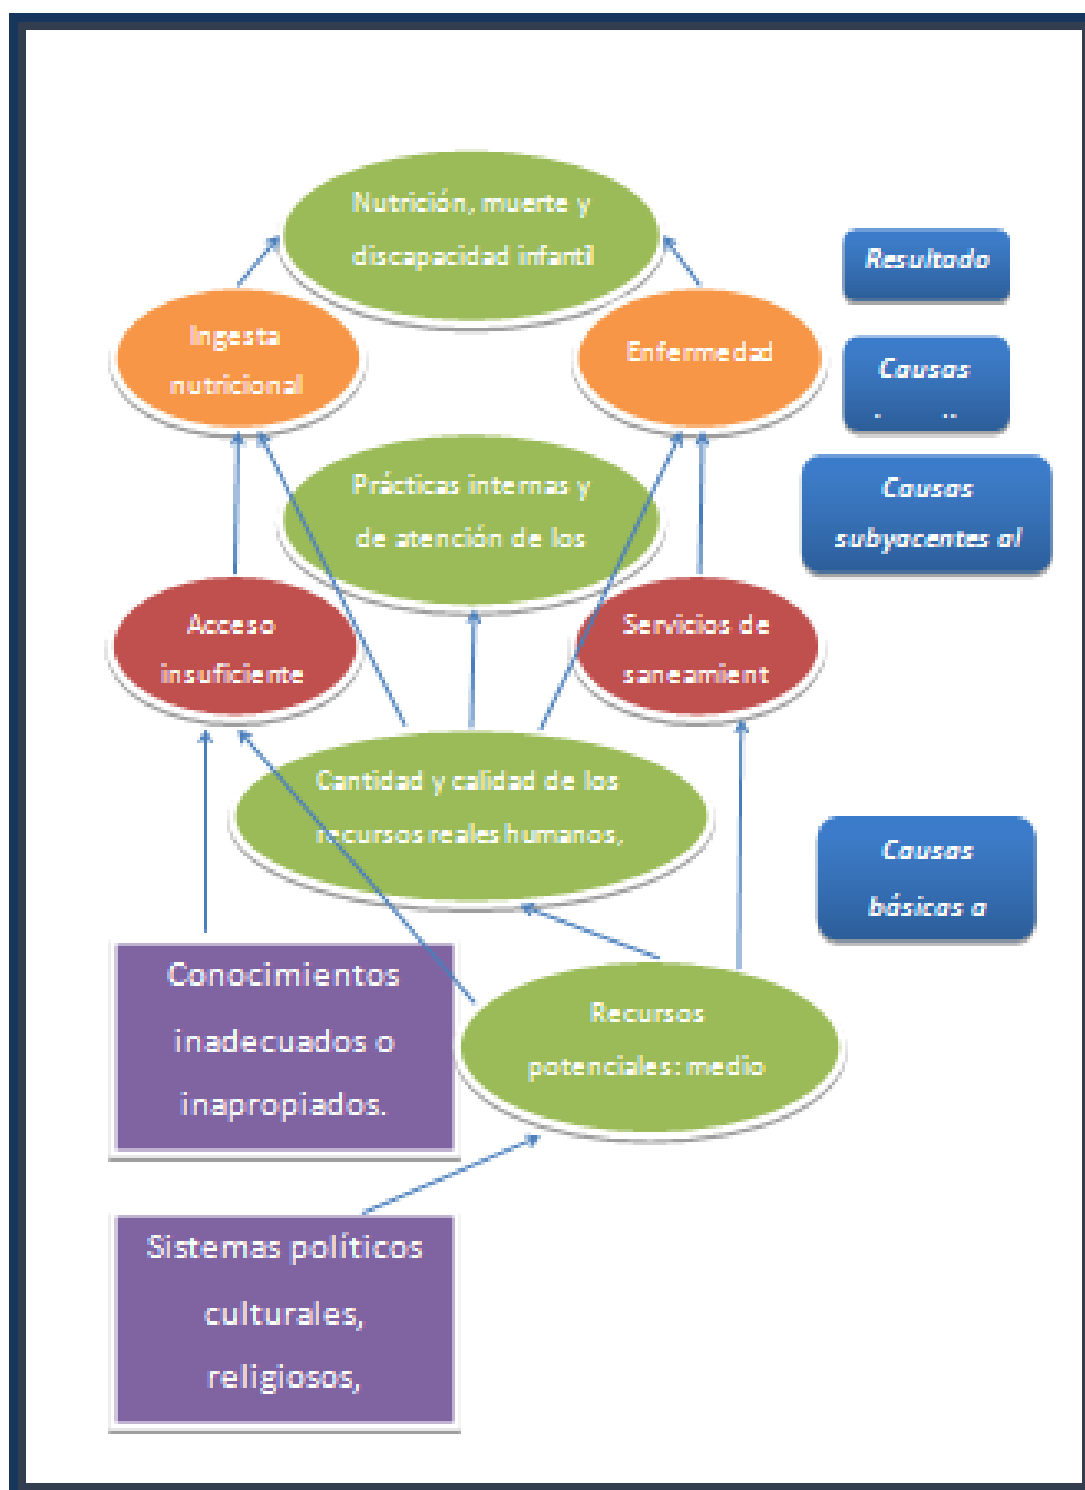 Nutrición, muerte y
discapacidad infantil
Resultado
Ingesta
nutricional
Enfermedad
Causas
Prácticas internas y
de atención de los
Causas
subyacentes al
Acceso
insuficiente
Servicios de
saneamient
Cantidad y calidad de los
recursos reales humanos,
Causas
básicas a
Conocimientos
inadecuados o
inapropiados.
Recursos
potenciales: medio
Sistemas políticos
culturales,
religiosos,